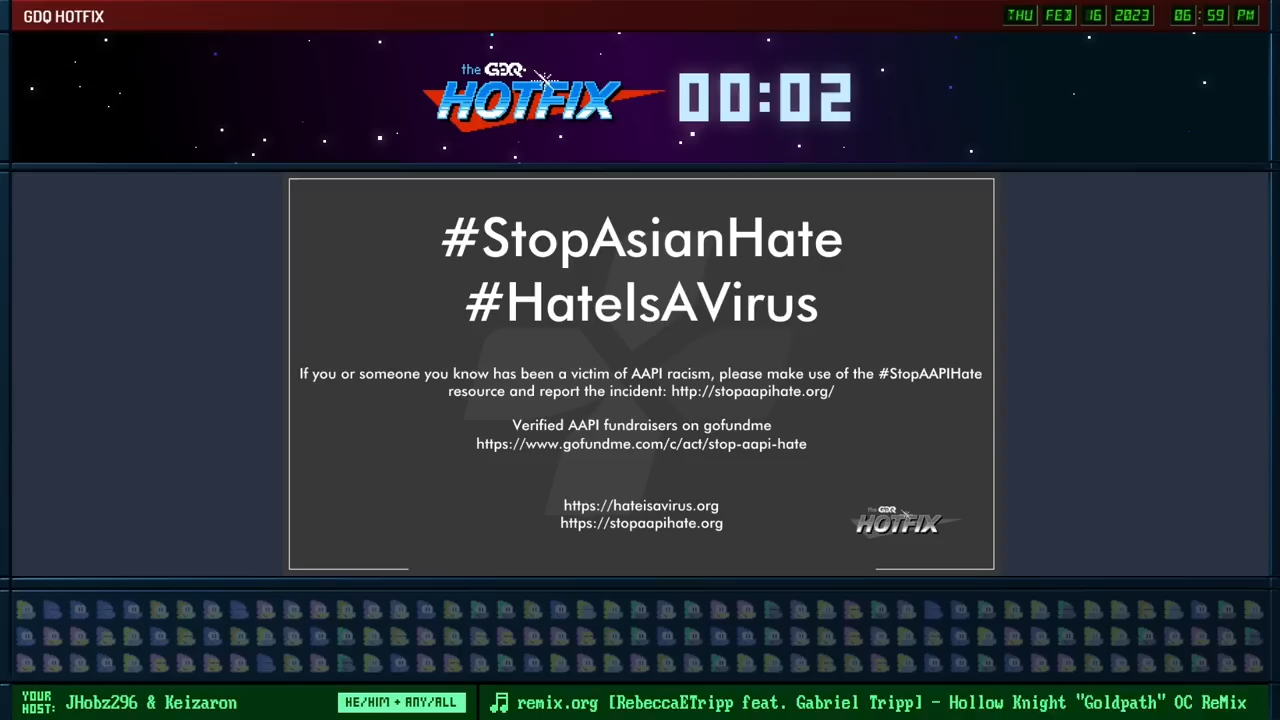 GDQ HOTFIX
THU FEB 16 2023 06:59 PM
the GDQ
HOTFIX
00:02
#StopAsianHate
#HateIsAVirus
If you or someone you know has been a victim of AAPI racism, please make use of the #StopAAPIHate
resource and report the incident: http://stopaapihate.org/
Verified AAPI fundraisers on gofundme
https://www.gofundme.com/c/act/stop-aapi-hate
https://hateisavirus.org
https://stopaapihate.org
the GDQ
HOTFIX
YOUR
HOST:
JHobz296 & Keizaron
HE/HIM + ANY/ALL
remix.org [RebeccaETripp feat. Gabriel Tripp] - Hollow Knight "Goldpath" OC ReMix